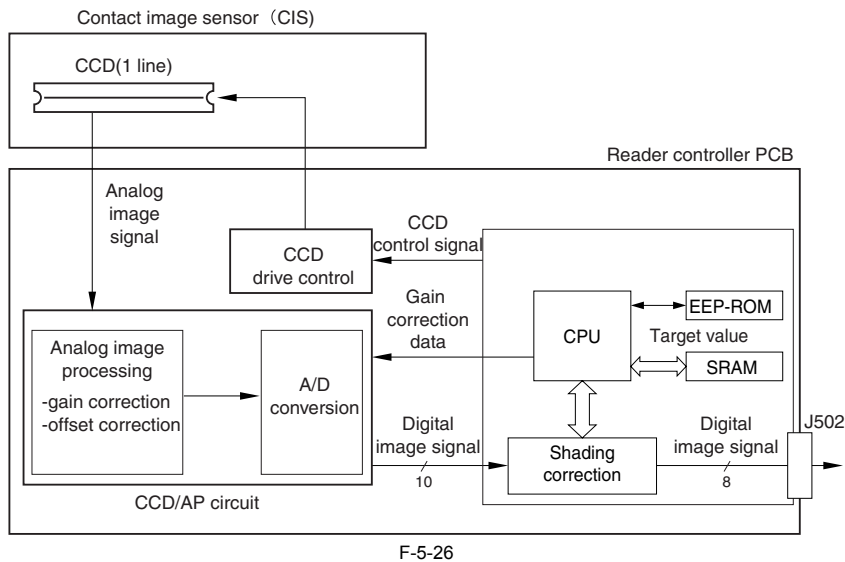 Contact image sensor（CIS)
CCD(1 line)
Reader controller PCB
Analog
image
signal
CCD
drive control
CCD
control signal
Gain
correction
data
CPU
EEP-ROM
Target value
SRAM
Analog image
processing
-gain correction
-offset correction
A/D
conversion
Digital
image signal
10
Shading
correction
Digital
image signal
8
J502
CCD/AP circuit
F-5-26